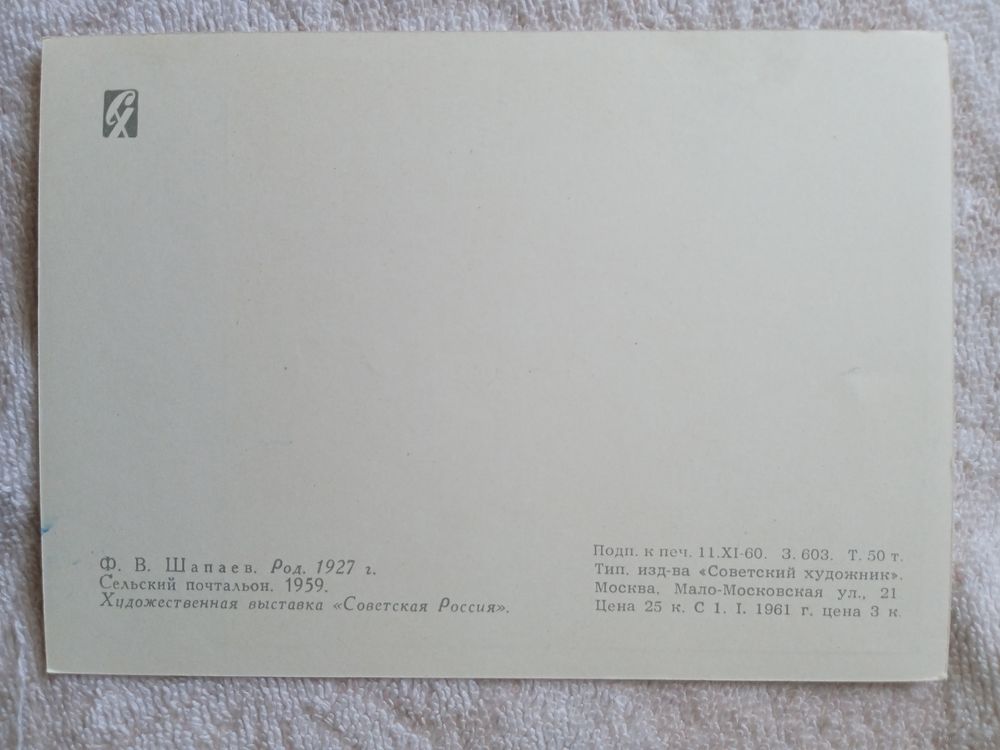 СХ
Ф. В. Шапаев. Род. 1927 г.
Сельский почтальон. 1959.
Художественная выставка «Советская Россия».
Подп. к печ. 11.XI-60. З. 603. Т. 50 т.
Тип. изд-ва «Советский художник».
Москва, Мало-Московская ул., 21
Цена 25 к. С 1. I. 1961 г. цена 3 к.